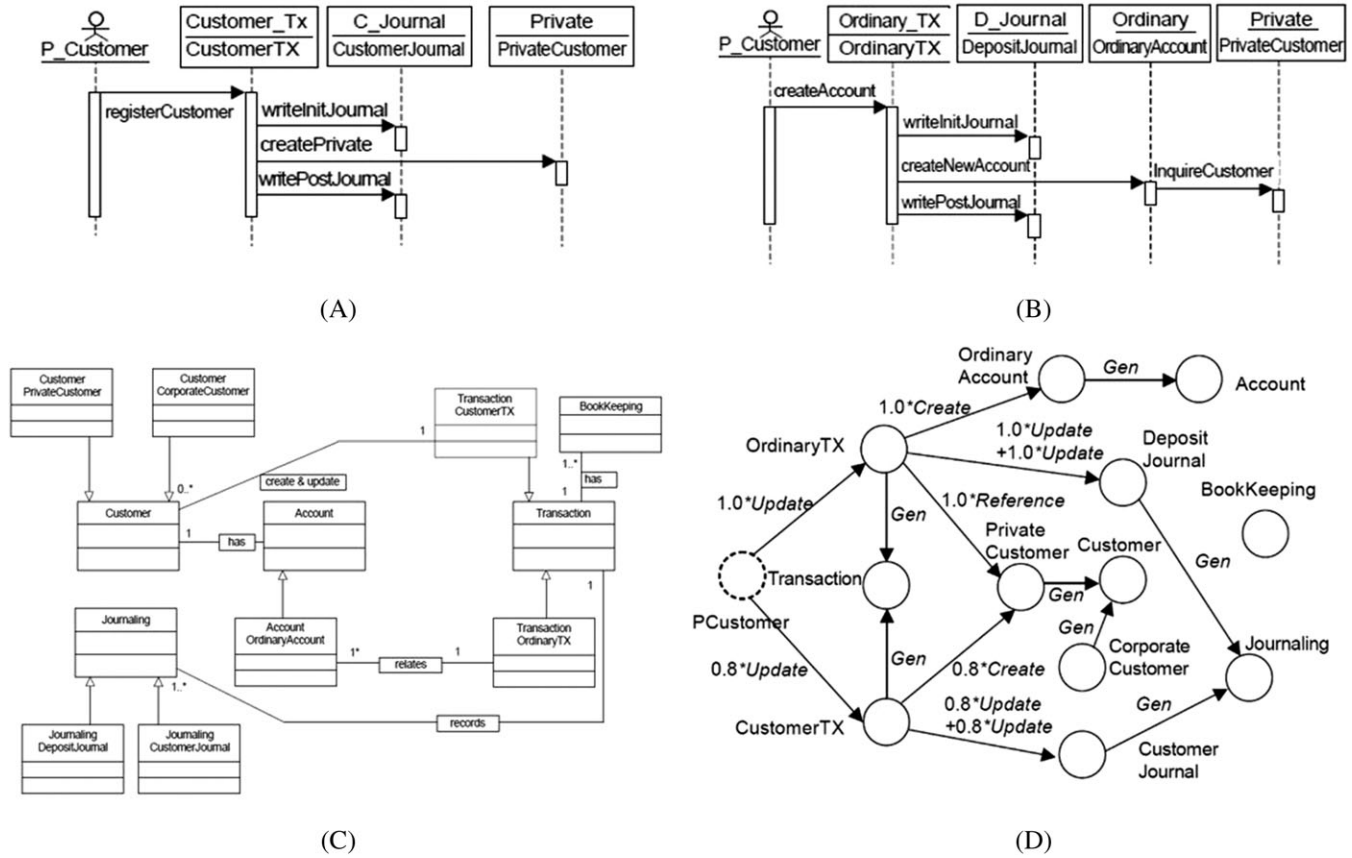 P_Customer
Customer_Tx
CustomerTX
C_Journal
CustomerJournal
Private
PrivateCustomer
registerCustomer
writeInitJournal
createPrivate
writePostJournal
(A)
P_Customer
Ordinary_TX
OrdinaryTX
D_Journal
DepositJournal
Ordinary
OrdinaryAccount
Private
PrivateCustomer
createAccount
writeInitJournal
createNewAccount
InquireCustomer
writePostJournal
(B)
Customer
PrivateCustomer
Customer
CorporateCustomer
Transaction
CustomerTX
BookKeeping
1
create & update
0..*
1..*
has
1
Customer
Account
Transaction
1
has
1
Journaling
Account
OrdinaryAccount
Transaction
OrdinaryTX
1*
relates
1
1..*
records
Journaling
DepositJournal
Journaling
CustomerJournal
(C)
Ordinary
Account
Gen
Account
1.0*Create
OrdinaryTX
1.0*Update
+1.0*Update
Deposit
Journal
BookKeeping
1.0*Update
Gen
1.0*Reference
Private
Customer
Customer
Gen
Transaction
Gen
PCustomer
Gen
Corporate
Customer
Journaling
0.8*Update
Gen
0.8*Create
CustomerTX
0.8*Update
+0.8*Update
Gen
Customer
Journal
(D)